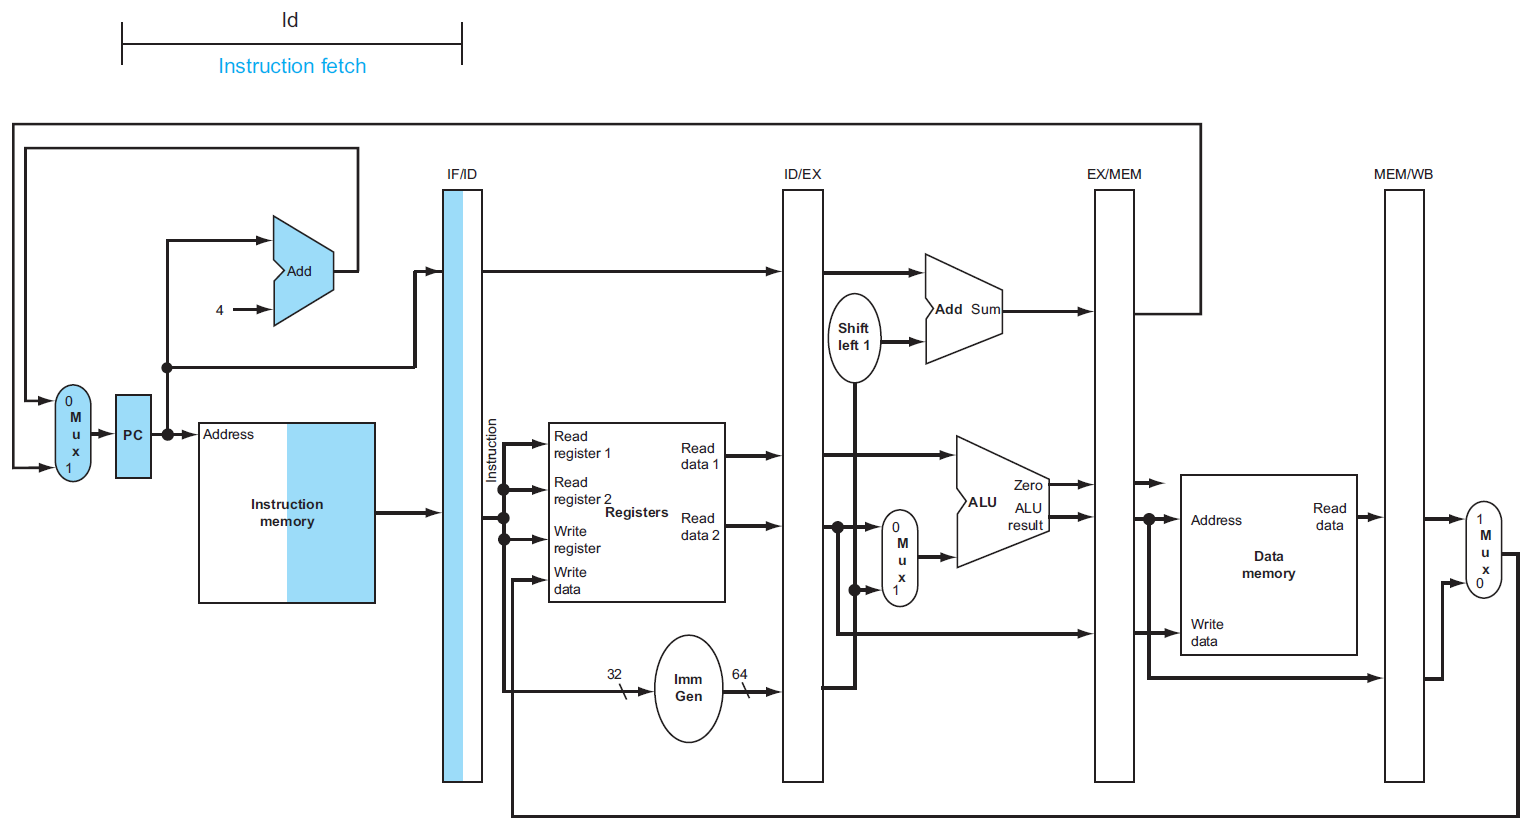 ld
Instruction fetch
IF/ID
ID/EX
EX/MEM
MEM/WB
Add
4
Add Sum
Shift
left 1
0
M
u
x
1
PC
Address
Instruction
memory
Instruction
Read
register 1
Read
register 2
Write
register
Write
data
Registers
Read
data 1
Read
data 2
0
M
u
x
1
Zero
ALU
ALU
result
Address
Read
data
Data
memory
Write
data
1
M
u
x
0
32
Imm
Gen
64